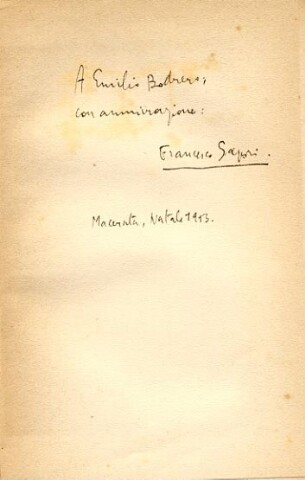 A Emilio Bodrero,
con ammirazione:
Francesco Sapori.
Macerata, Natale 1913.